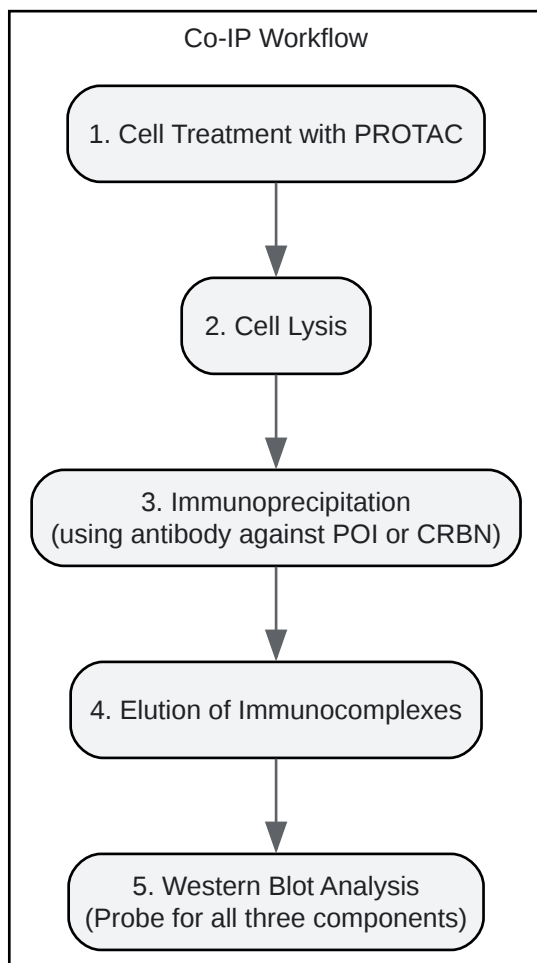 Co-IP Workflow
1. Cell Treatment with PROTAC
2. Cell Lysis
3. Immunoprecipitation
(using antibody against POI or CRBN)
4. Elution of Immunocomplexes
5. Western Blot Analysis
(Probe for all three components)